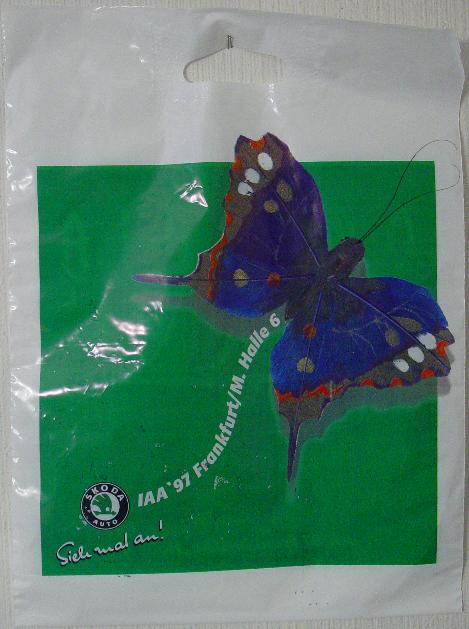 IAA '97 Frankfurt/M. Halle 6
ŠKODA
AUTO
Sieh mal an!